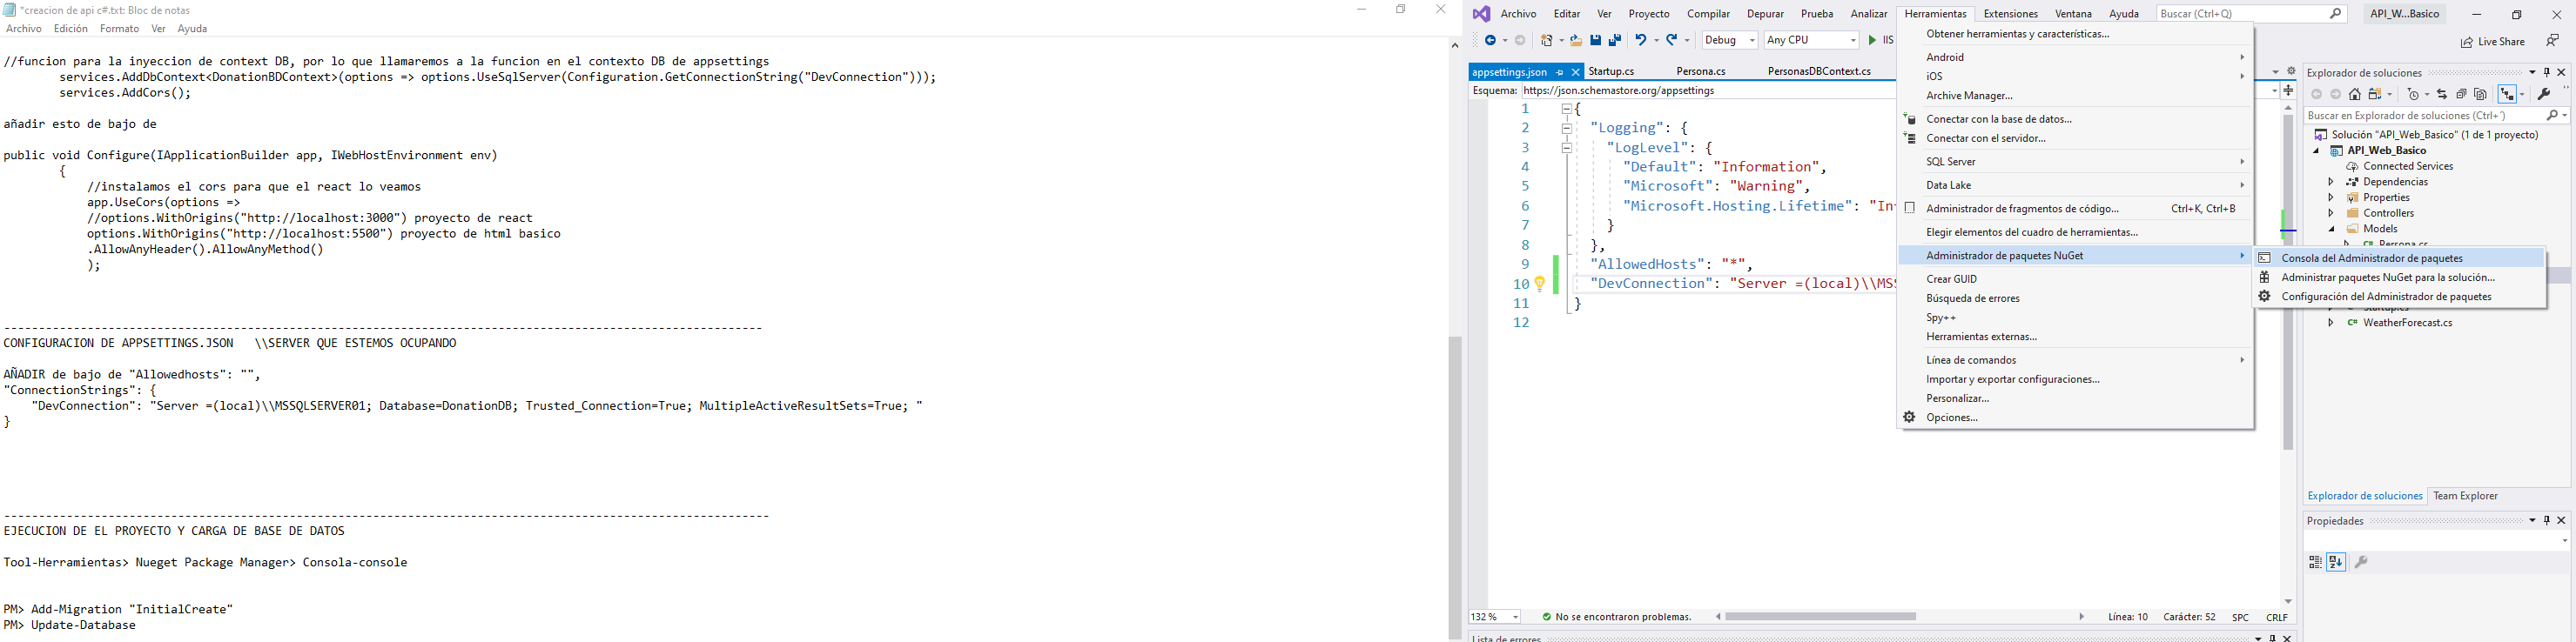 *creacion de api c#.txt: Bloc de notas
Archivo Edición Formato Ver Ayuda
//funcion para la inyeccion de context DB, por lo que llamaremos a la funcion en el contexto DB de appsettings
services.AddDbContext<DonationBDContext>(options => options.UseSqlServer(Configuration.GetConnectionString("DevConnection")));
services.AddCors();
añadir esto de bajo de
public void Configure(IApplicationBuilder app, IWebHostEnvironment env)
{
//instalamos el cors para que el react lo veamos
app.UseCors(options =>
//options.WithOrigins("http://localhost:3000") proyecto de react
options.WithOrigins("http://localhost:5500") proyecto de html basico
.AllowAnyHeader().AllowAnyMethod()
);
-------------------------------------------------------------------------------------------------------------
CONFIGURACION DE APPSETTINGS.JSON \\SERVER QUE ESTEMOS OCUPANDO
AÑADIR de bajo de "Allowedhosts": "",
"ConnectionStrings": {
"DevConnection": "Server =(local)\\MSSQLSERVER01; Database=DonationDB; Trusted_Connection=True; MultipleActiveResultSets=True; "
}
--------------------------------------------------------------------------------------------------------------
EJECUCION DE EL PROYECTO Y CARGA DE BASE DE DATOS
Tool-Herramientas> Nueget Package Manager> Consola-console
PM> Add-Migration "InitialCreate"
PM> Update-Database
Archivo Editar Ver Proyecto Compilar Depurar Prueba Analizar Herramientas Extensiones Ventana Ayuda Buscar (Ctrl+Q) API_W...Basico
Debug Any CPU IIS Live Share
appsettings.json Startup.cs Persona.cs PersonasDBContext.cs
Esquema: https://json.schemastore.org/appsettings
1 {
2 "Logging": {
3 "LogLevel": {
4 "Default": "Information",
5 "Microsoft": "Warning",
6 "Microsoft.Hosting.Lifetime": "In
7 }
8 },
9 "AllowedHosts": "*",
10 "DevConnection": "Server =(local)\\MSS
11 }
12
132 % No se encontraron problemas. Línea: 10 Carácter: 52 SPC CRLF
Lista de errores
Obtener herramientas y características...
Android
iOS
Archive Manager...
Conectar con la base de datos...
Conectar con el servidor...
SQL Server
Data Lake
Administrador de fragmentos de código... Ctrl+K, Ctrl+B
Elegir elementos del cuadro de herramientas...
Administrador de paquetes NuGet
Crear GUID
Búsqueda de errores
Spy++
Herramientas externas...
Línea de comandos
Importar y exportar configuraciones...
Personalizar...
Opciones...
Consola del Administrador de paquetes
Administrar paquetes NuGet para la solución...
Configuración del Administrador de paquetes
Explorador de soluciones
Buscar en Explorador de soluciones (Ctrl+´)
Solución "API_Web_Basico" (1 de 1 proyecto)
API_Web_Basico
Connected Services
Dependencias
Properties
Controllers
Models
Persona.cs
Startup.cs
WeatherForecast.cs
Explorador de soluciones Team Explorer
Propiedades